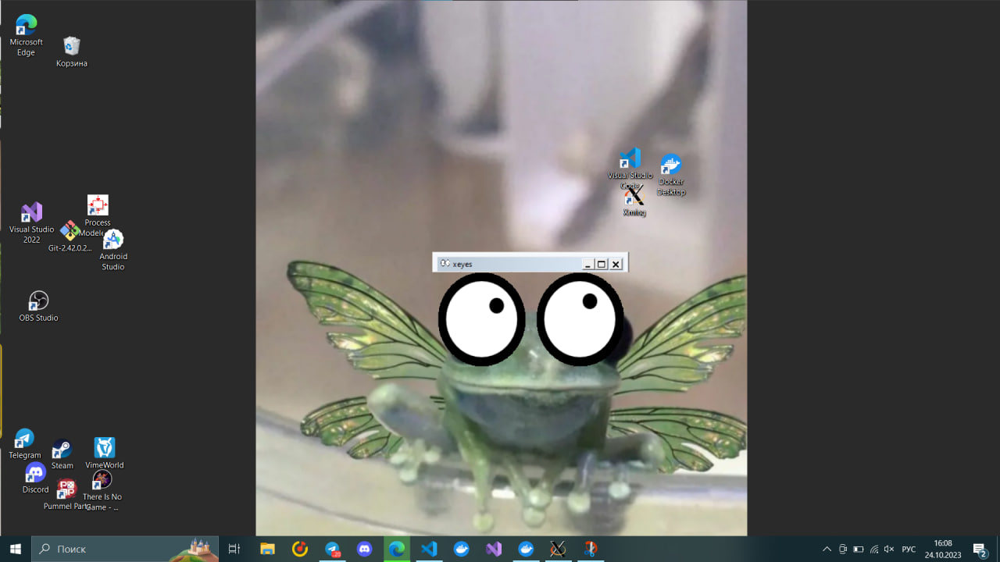 Microsoft
Edge
Корзина
Visual Studio
Code
Docker
Desktop
Xming
Process
Modele
Visual Studio
2022
Git-2.42.0.2...
Android
Studio
xeyes
OBS Studio
Telegram
Steam
VimeWorld
Discord
There Is No
Game - ...
Pummel Part
Поиск
20
РУС
16:08
24.10.2023
2